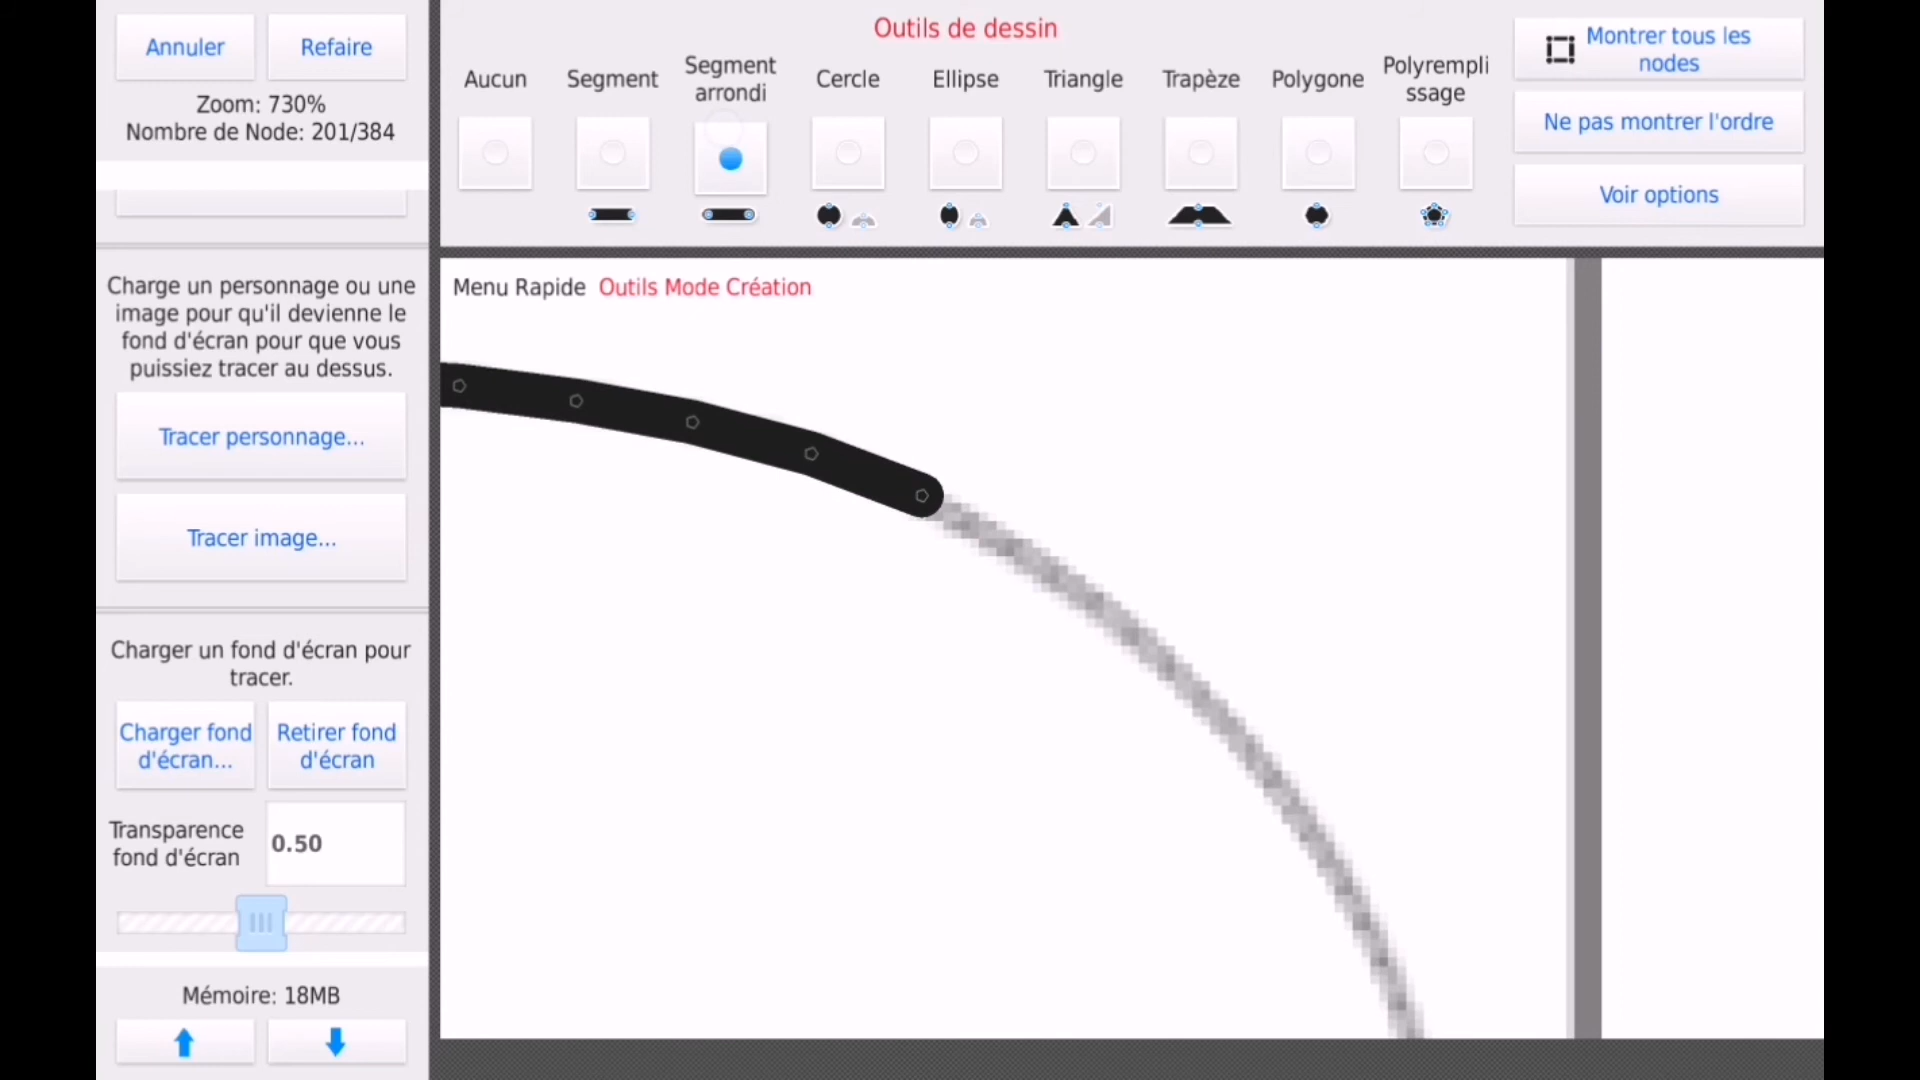 Annuler
Refaire
Zoom: 730%
Nombre de Node: 201/384
Charge un personnage ou une
image pour qu'il devienne le
fond d'écran pour que vous
puissiez tracer au dessus.
Tracer personnage...
Tracer image...
Charger un fond d'écran pour
tracer.
Charger fond
d'écran...
Retirer fond
d'écran
Transparence
fond d'écran
0.50
Mémoire: 18MB
Outils de dessin
Aucun
Segment
Segment
arrondi
Cercle
Ellipse
Triangle
Trapèze
Polygone
Polyrempli
ssage
Montrer tous les
nodes
Ne pas montrer l'ordre
Voir options
Menu Rapide Outils Mode Création